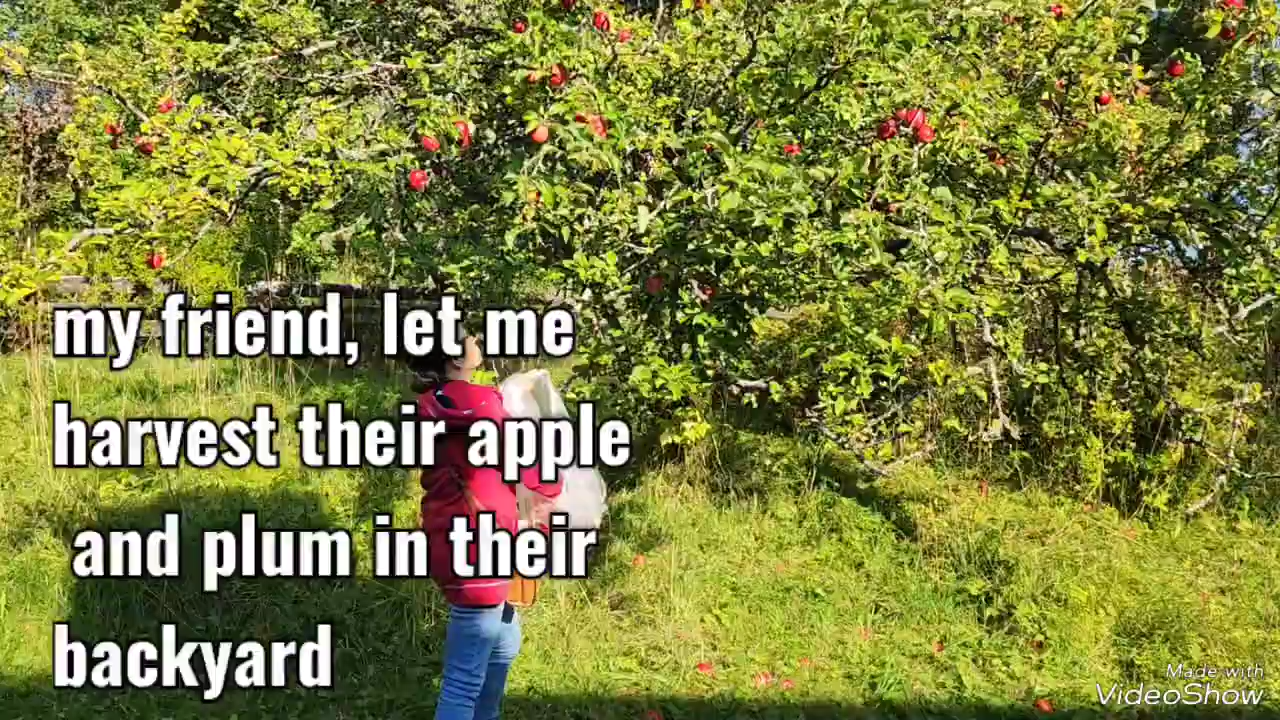 my friend, let me
harvest their apple
and plum in their
backyard
Made with
VideoShow